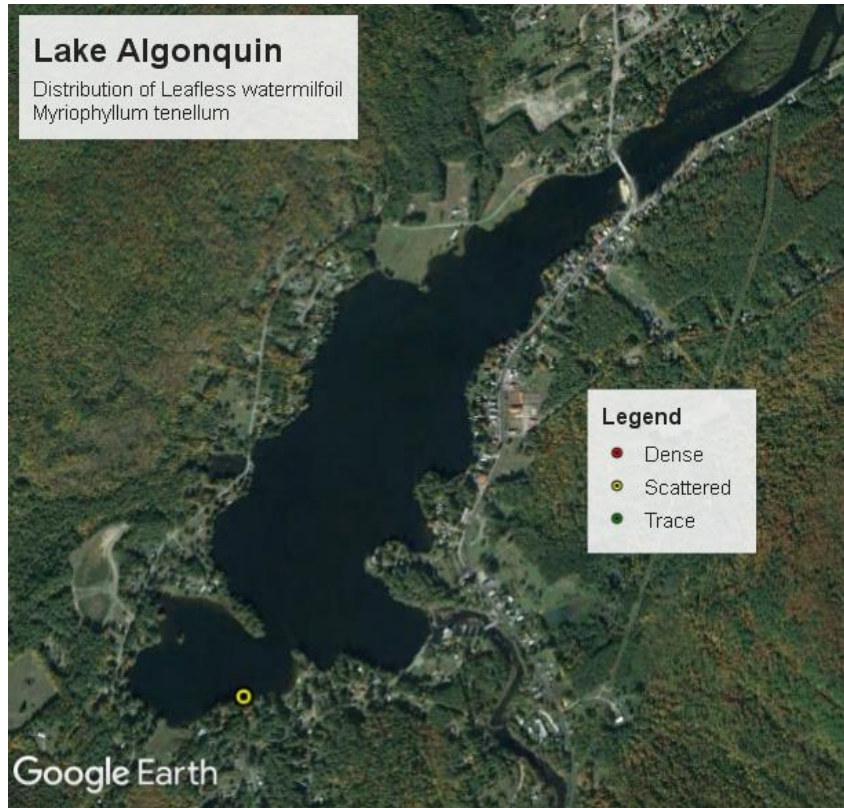 Lake Algonquin
Distribution of Leafless watermilfoil
Myriophyllum tenellum
Legend
Dense
Scattered
Trace
Google Earth